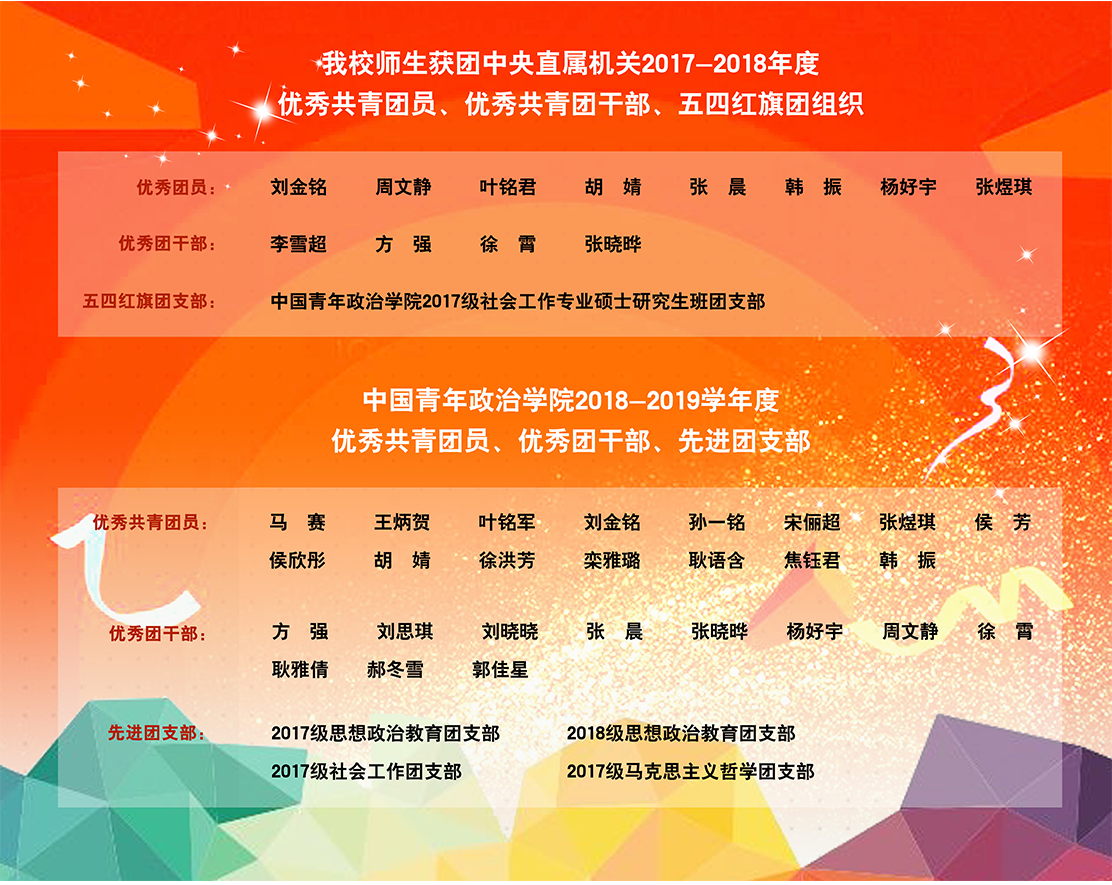 我校师生获团中央直属机关2017—2018年度
优秀共青团员、优秀共青团干部、五四红旗团组织
优秀团员： 刘金铭 周文静 叶铭君 胡 婧 张 晨 韩 振 杨好宇 张煜琪
优秀团干部： 李雪超 方 强 徐 霄 张晓晔
五四红旗团支部： 中国青年政治学院2017级社会工作专业硕士研究生班团支部
中国青年政治学院2018—2019学年度
优秀共青团员、优秀团干部、先进团支部
优秀共青团员： 马 赛 王炳贺 叶铭军 刘金铭 孙一铭 宋俪超 张煜琪 侯 芳
侯欣彤 胡 婧 徐洪芳 栾雅璐 耿语含 焦钰君 韩 振
优秀团干部： 方 强 刘思琪 刘晓晓 张 晨 张晓晔 杨好宇 周文静 徐 霄
耿雅倩 郝冬雪 郭佳星
先进团支部： 2017级思想政治教育团支部 2018级思想政治教育团支部
2017级社会工作团支部 2017级马克思主义哲学团支部